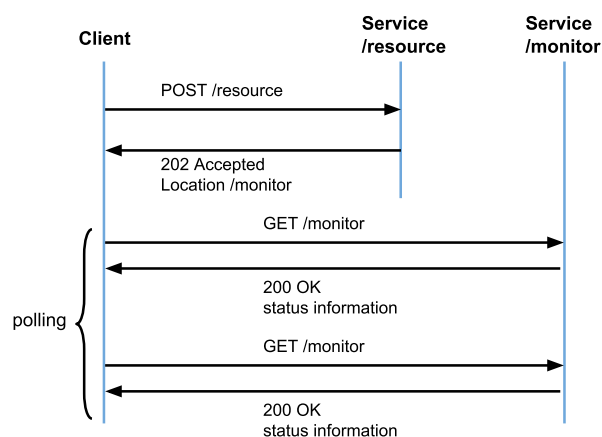 Client
Service
/resource
Service
/monitor
POST /resource
202 Accepted
Location /monitor
GET /monitor
200 OK
status information
polling
GET /monitor
200 OK
status information